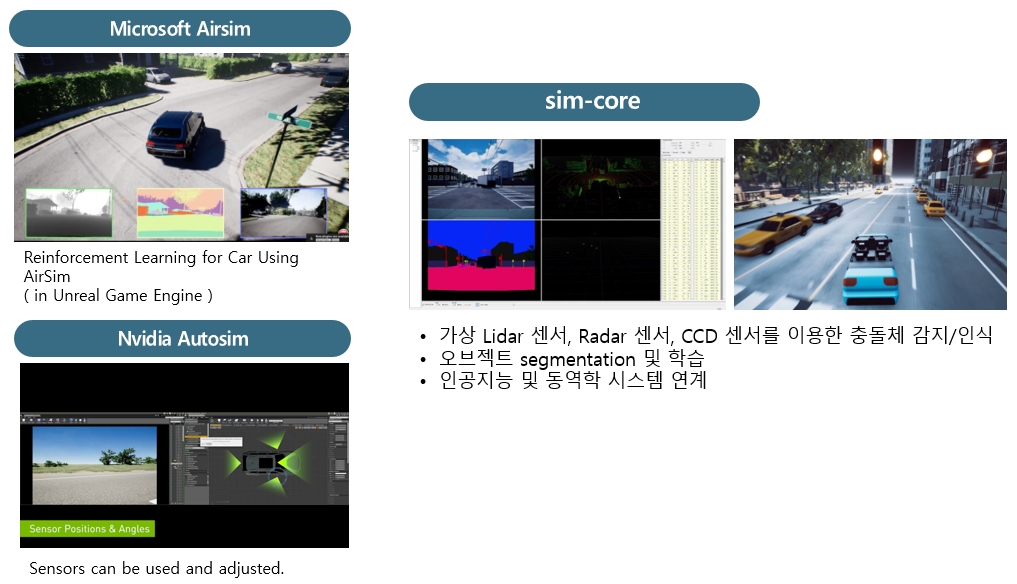 Microsoft Airsim
Reinforcement Learning for Car Using
AirSim
( in Unreal Game Engine )
Nvidia Autosim
Sensor Positions & Angles
Sensors can be used and adjusted.
sim-core
• 가상 Lidar 센서, Radar 센서, CCD 센서를 이용한 충돌체 감지/인식
• 오브젝트 segmentation 및 학습
• 인공지능 및 동역학 시스템 연계